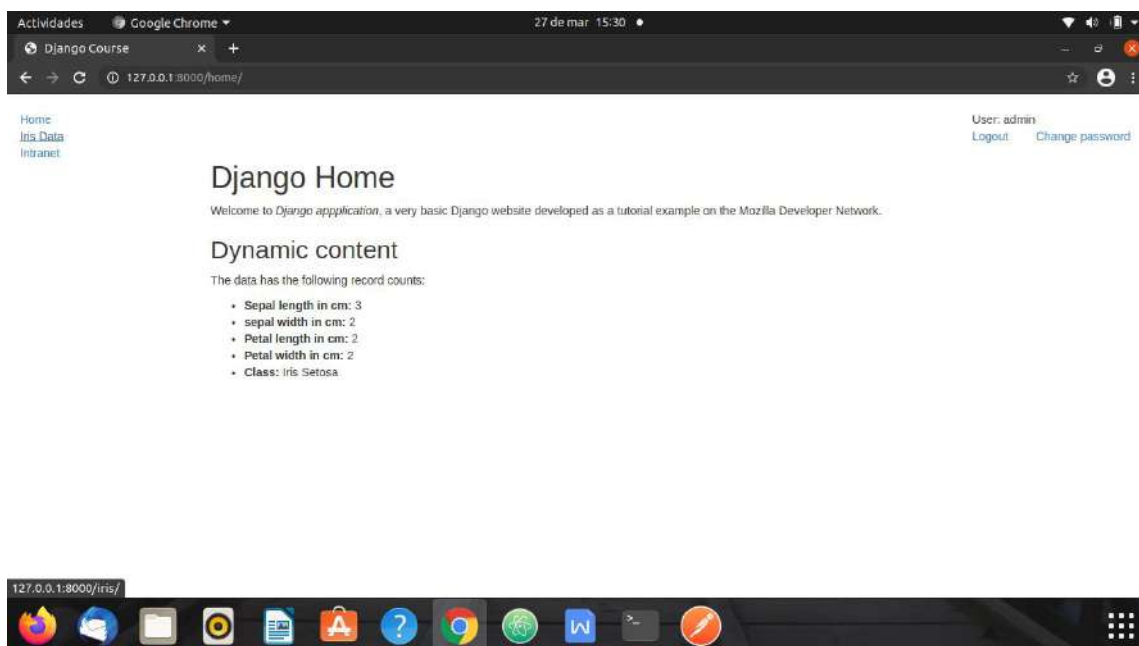 Actividades Google Chrome 27 de mar 15:30
Django Course
127.0.0.1:8000/home/
Home
Iris Data
Intranet
User: admin
Logout Change password
Django Home
Welcome to Django appplication, a very basic Django website developed as a tutorial example on the Mozilla Developer Network.
Dynamic content
The data has the following record counts:
• Sepal length in cm: 3
• sepal width in cm: 2
• Petal length in cm: 2
• Petal width in cm: 2
• Class: Iris Setosa
127.0.0.1:8000/iris/